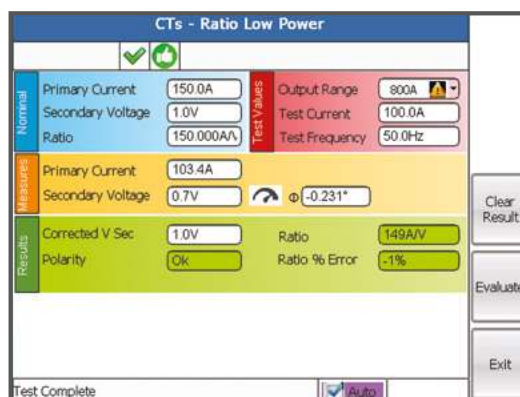 CTs - Ratio Low Power
Nominal
Primary Current 150.0A
Secondary Voltage 1.0V
Ratio 150.000A/\
Test Values
Output Range 800A
Test Current 100.0A
Test Frequency 50.0Hz
Measures
Primary Current 103.4A
Secondary Voltage 0.7V Φ -0.231°
Results
Corrected V Sec 1.0V
Polarity Ok
Ratio 149A/V
Ratio % Error -1%
Clear
Result
Evaluate
Exit
Test Complete
Auto